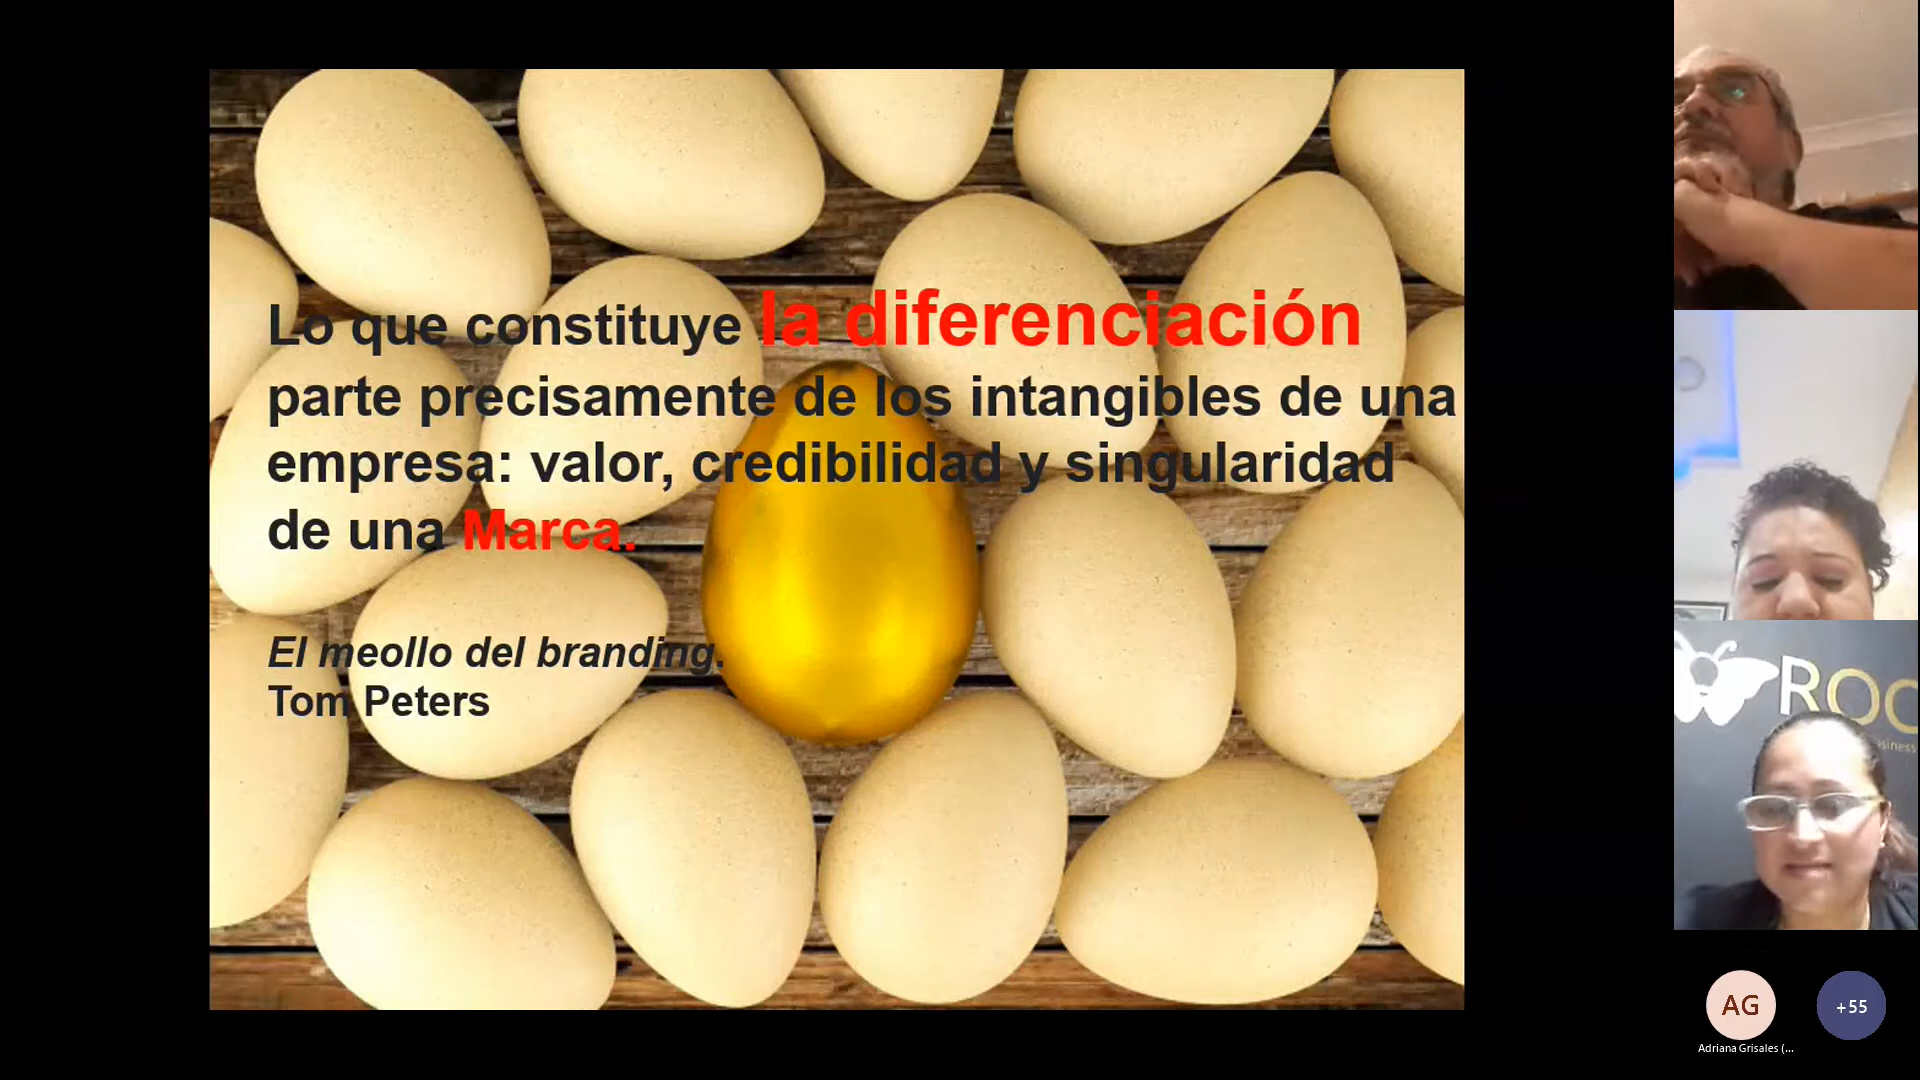 Lo que constituye la diferenciación
parte precisamente de los intangibles de una
empresa: valor, credibilidad y singularidad
de una Marca.
El meollo del branding.
Tom Peters
ROC
AG
+55
Adriana Grisales (...